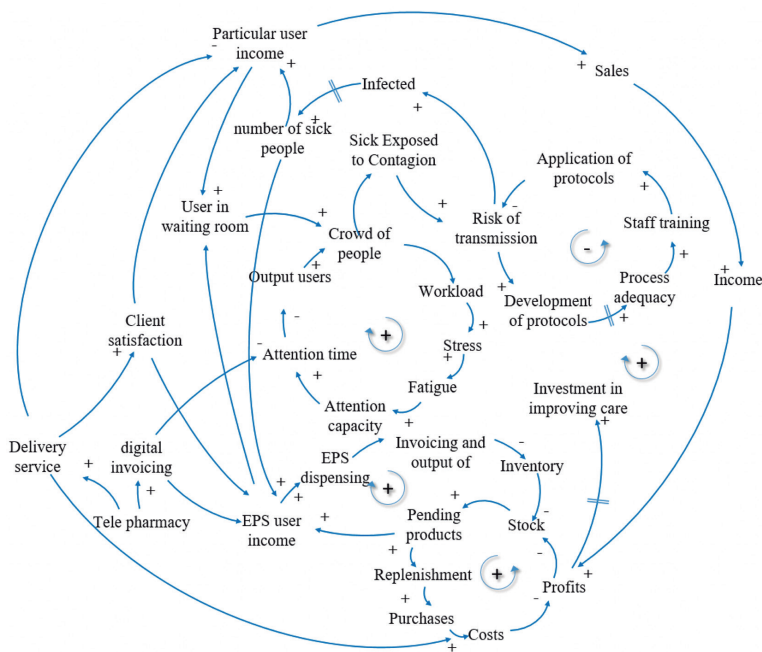 Particular user
income
Sales
Infected
number of sick
people
Sick Exposed
to Contagion
Application of
protocols
User in
waiting room
Crowd of
people
Risk of
transmission
Staff training
Output users
Workload
Development
of protocols
Process
adequacy
Income
Client
satisfaction
Attention time
Stress
Fatigue
Investment in
improving care
Attention
capacity
Delivery
service
digital
invoicing
EPS
dispensing
Invoicing and
output of
Inventory
Tele pharmacy
EPS user
income
Pending
products
Stock
Replenishment
Profits
Purchases
Costs